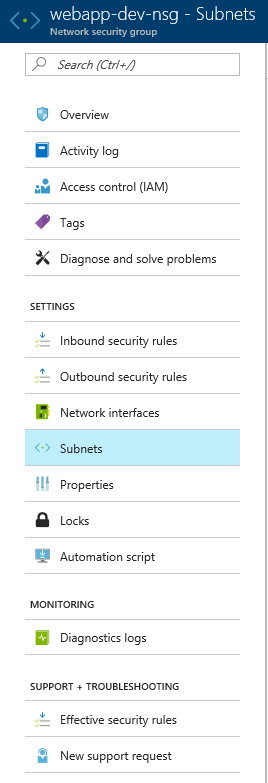 webapp-dev-nsg - Subnets
Network security group
Search (Ctrl+/)
Overview
Activity log
Access control (IAM)
Tags
Diagnose and solve problems
SETTINGS
Inbound security rules
Outbound security rules
Network interfaces
Subnets
Properties
Locks
Automation script
MONITORING
Diagnostics logs
SUPPORT + TROUBLESHOOTING
Effective security rules
New support request